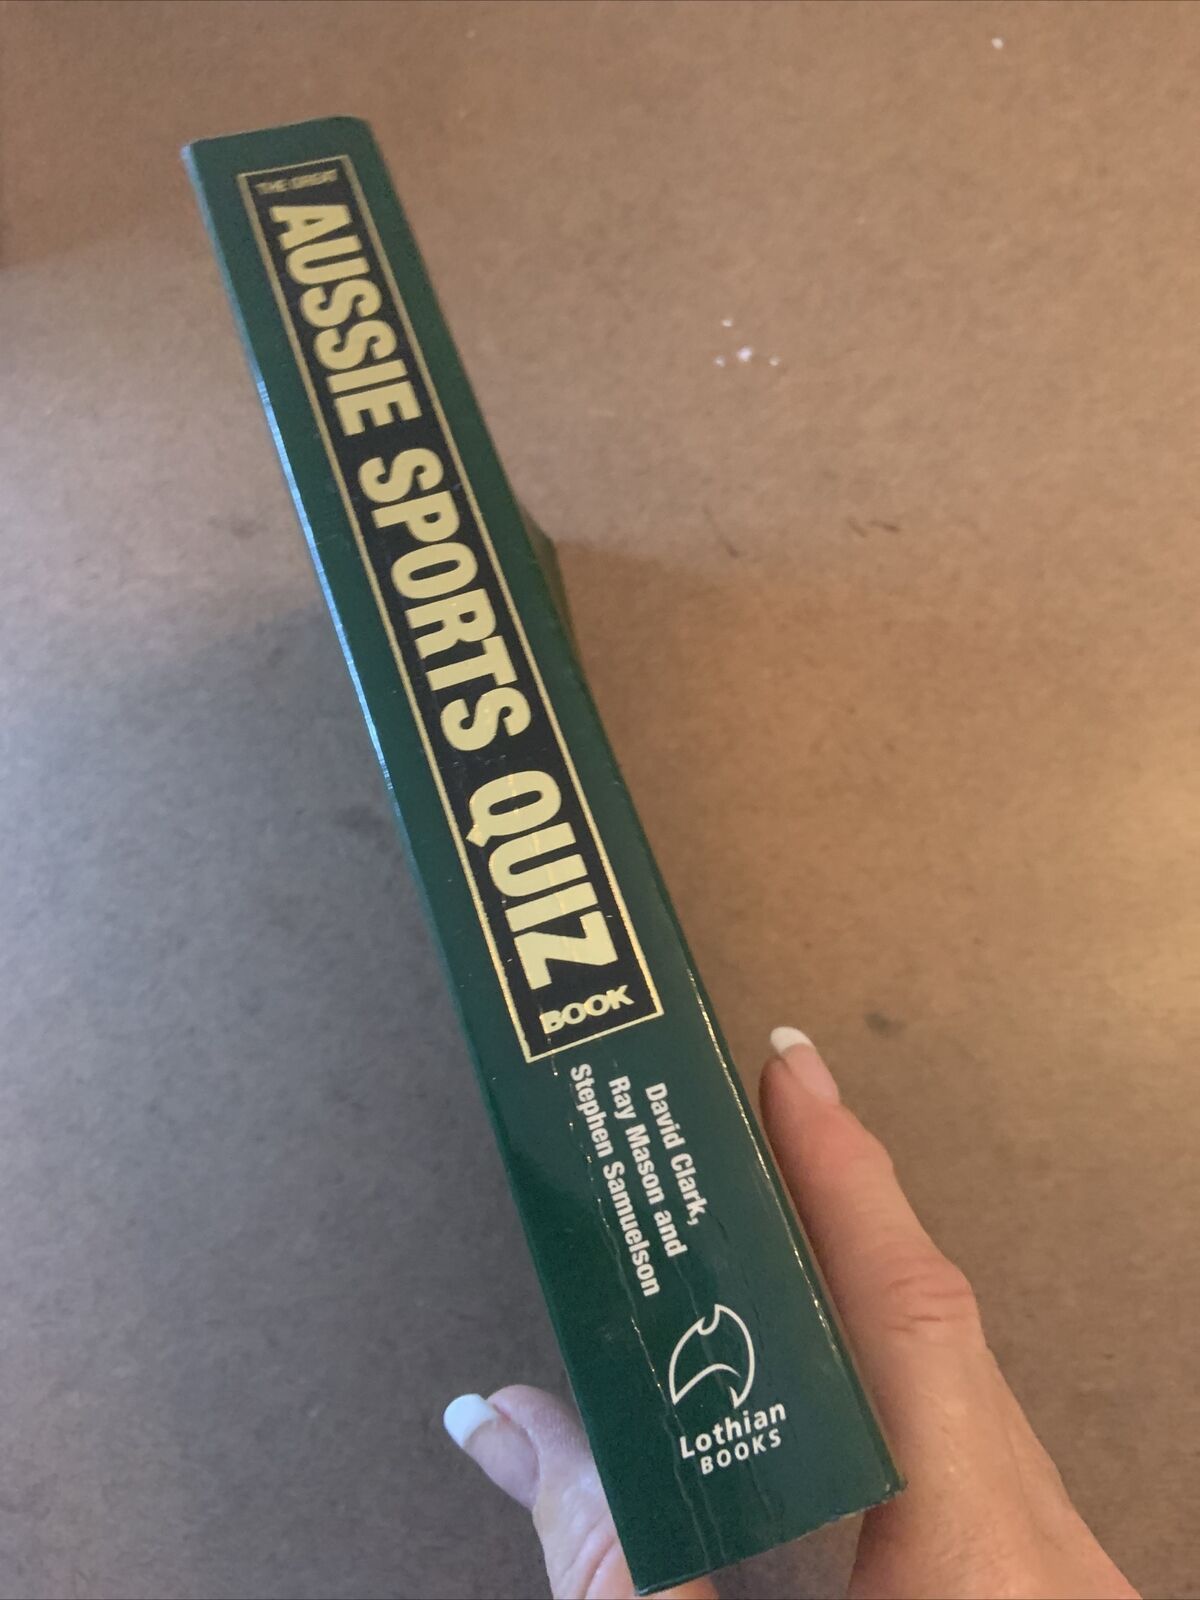 THE GREAT
AUSSIE SPORTS QUIZ
BOOK
David Clark,
Ray Mason and
Stephen Samuelson
Lothian
BOOKS